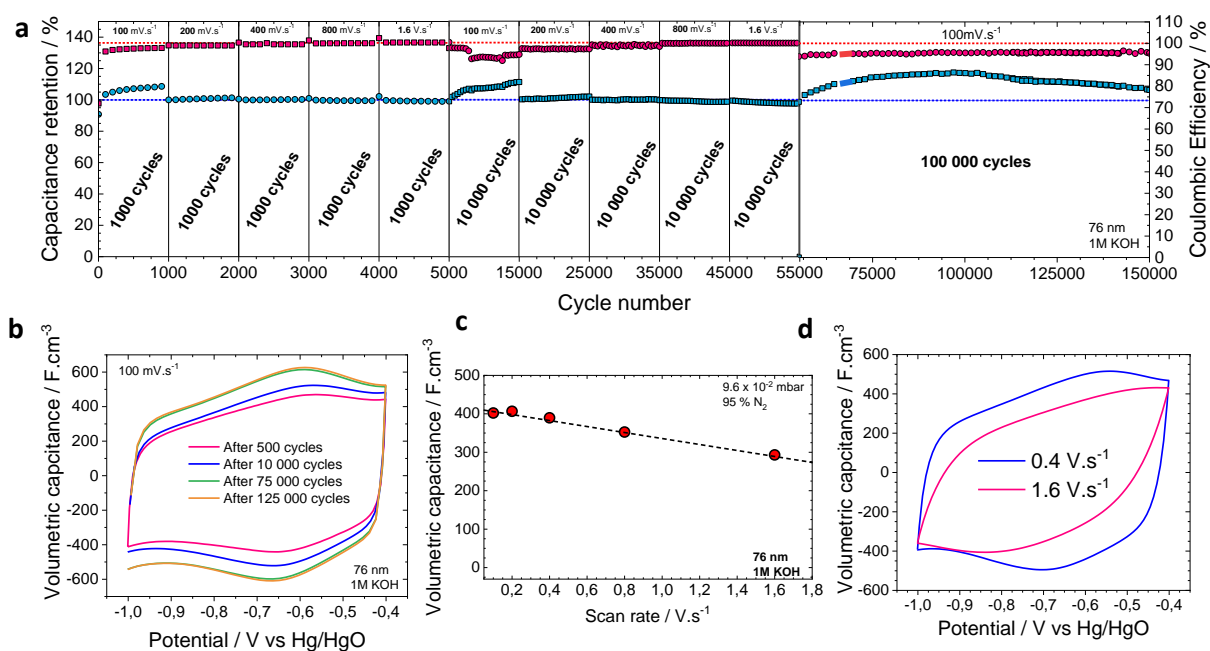 a
100 mV.s⁻¹ 200 mV.s⁻¹ 400 mV.s⁻¹ 800 mV.s⁻¹ 1.6 V.s⁻¹ 100 mV.s⁻¹ 200 mV.s⁻¹ 400 mV.s⁻¹ 800 mV.s⁻¹ 1.6 V.s⁻¹ 100mV.s⁻¹
Capacitance retention / %
140
120
100
80
60
40
20
0
1000 cycles 1000 cycles 1000 cycles 1000 cycles 1000 cycles 10 000 cycles 10 000 cycles 10 000 cycles 10 000 cycles 10 000 cycles 100 000 cycles
76 nm
1M KOH
110
100
90
80
70
60
50
40
30
20
10
0
Coulombic Efficiency / %
0 1000 2000 3000 4000 5000 15000 25000 35000 45000 55000 75000 100000 125000 150000
Cycle number
b
Volumetric capcitance / F.cm⁻³
600
400
200
0
-200
-400
-600
100 mV.s⁻¹
After 500 cycles
After 10 000 cycles
After 75 000 cycles
After 125 000 cycles
76 nm
1M KOH
-1,0 -0,9 -0,8 -0,7 -0,6 -0,5 -0,4
Potential / V vs Hg/HgO
c
Volumetric capacitance / F.cm⁻³
500
400
300
200
100
0
9.6 x 10⁻² mbar
95 % N₂
76 nm
1M KOH
0,2 0,4 0,6 0,8 1,0 1,2 1,4 1,6 1,8
Scan rate / V.s⁻¹
d
Volumetric capcitance / F.cm⁻³
600
400
200
0
-200
-400
-600
0.4 V.s⁻¹
1.6 V.s⁻¹
-1,0 -0,9 -0,8 -0,7 -0,6 -0,5 -0,4
Potential / V vs Hg/HgO